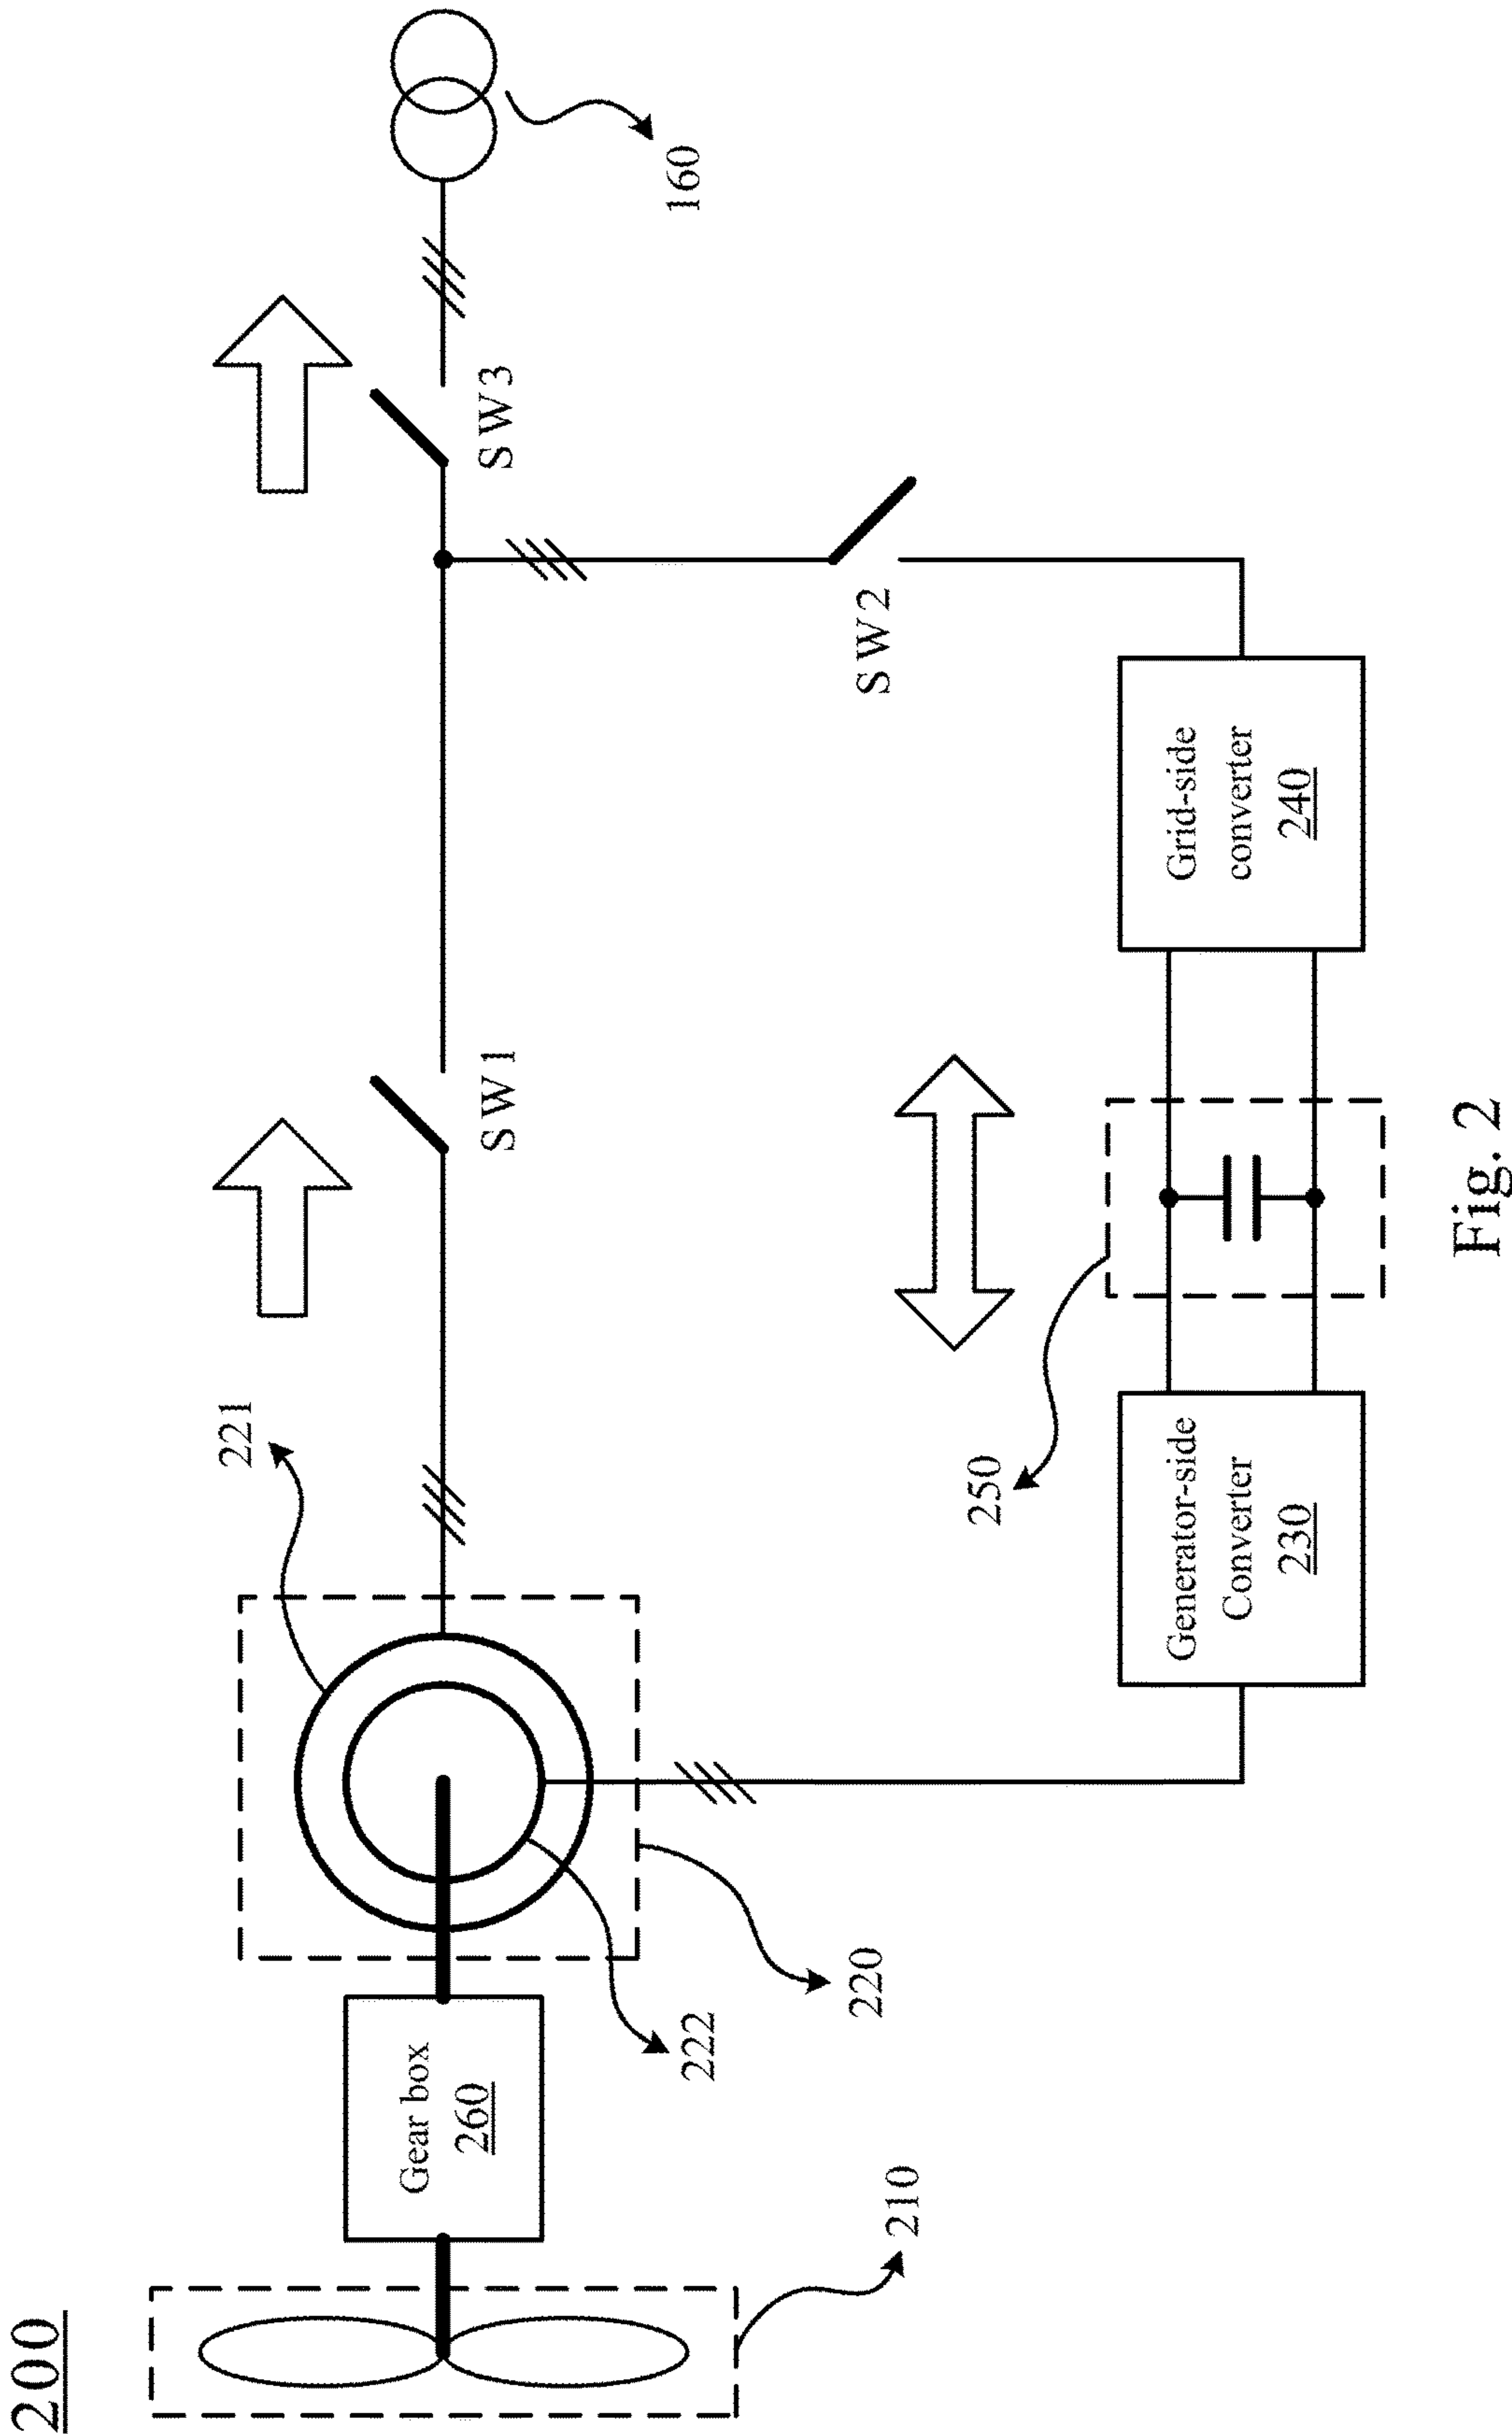 200
210
Gear box
260
222
220
221
SW1
SW3
160
SW2
250
Generator-side
Converter
230
Grid-side
converter
240
Fig. 2